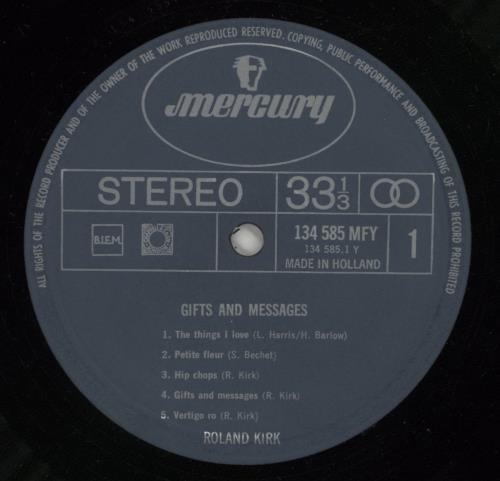 ALL RIGHTS OF THE RECORD PRODUCER AND OF THE OWNER OF THE WORK REPRODUCED RESERVED. COPYING, PUBLIC PERFORMANCE AND BROADCASTING OF THIS RECORD PROHIBITED
mercury
STEREO 33 1/3
B.I.E.M. 134 585 MFY 1
134 585.1 Y
MADE IN HOLLAND
GIFTS AND MESSAGES
1. The things I love (L. Harris/H. Barlow)
2. Petite fleur (S. Bechet)
3. Hip chops (R. Kirk)
4. Gifts and messages (R. Kirk)
5. Vertigo ro (R. Kirk)
ROLAND KIRK